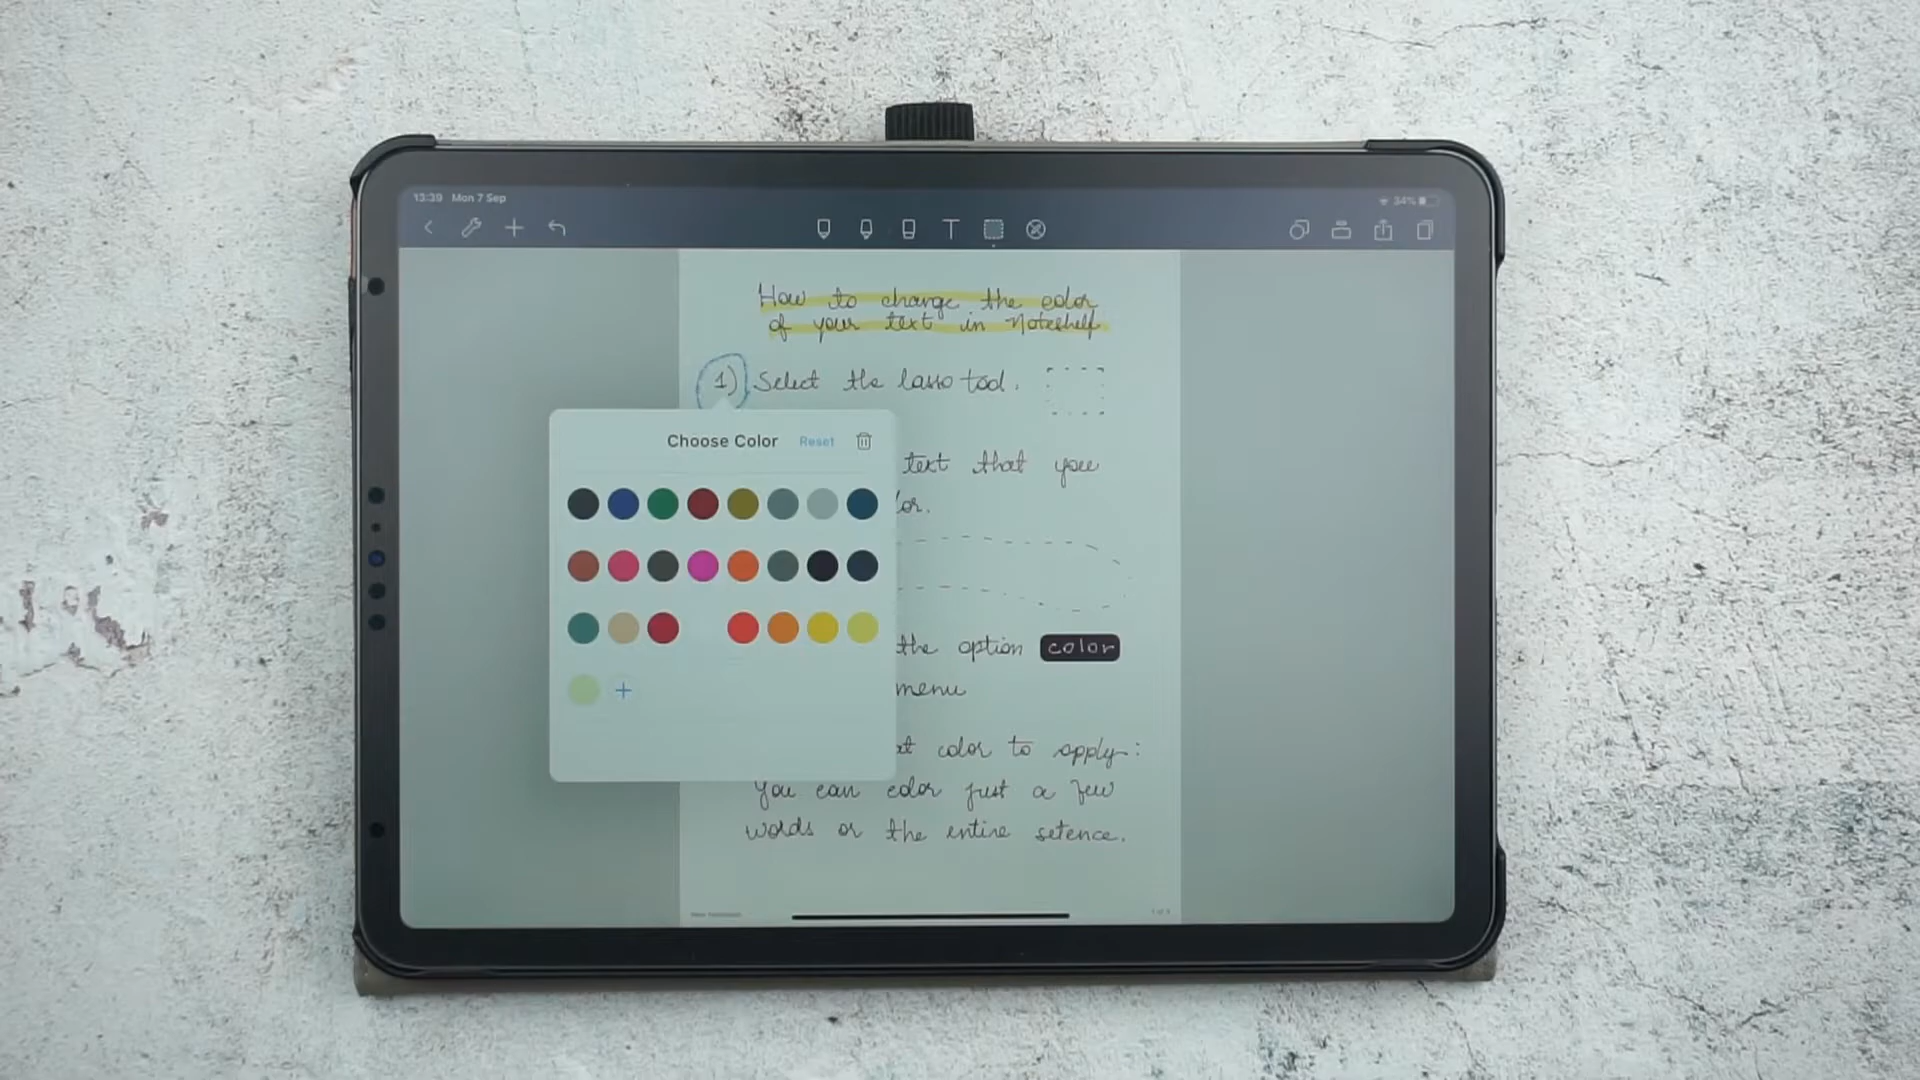 13:39 Mon 7 Sep
34%
How to change the color
of your text in Noteshelf
1) Select the lasso tool.
Choose Color Reset
text that you
lor.
the option color
menu
color to apply:
You can color just a few
words or the entire setence.